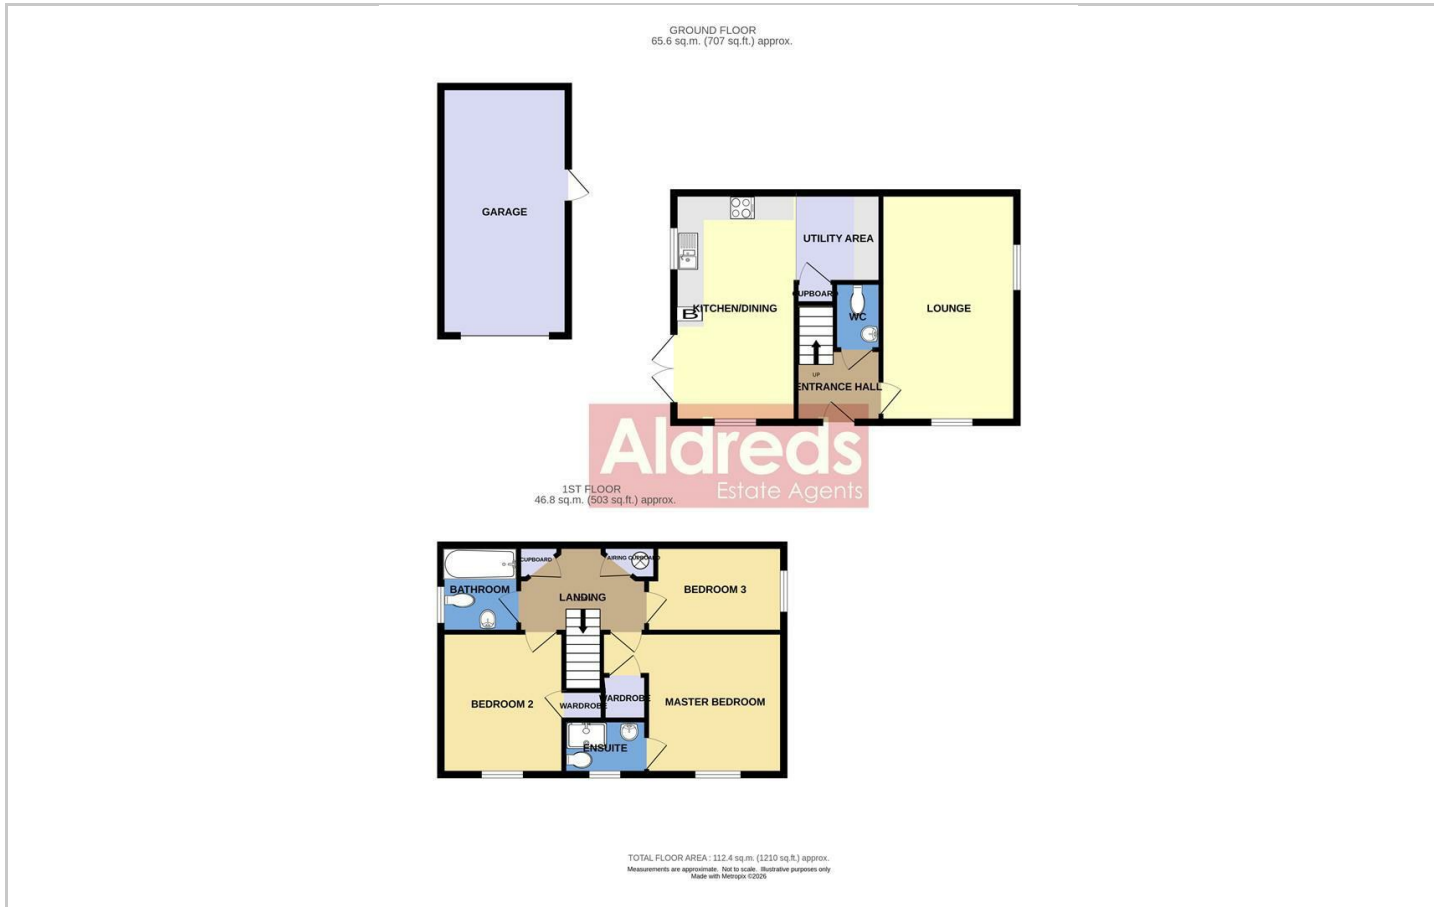 GROUND FLOOR
65.6 sq.m. (707 sq.ft.) approx.
GARAGE
UTILITY AREA
CUPBOARD
KITCHEN/DINING
B
WC
LOUNGE
UP
ENTRANCE HALL
Aldreds
Estate Agents
1ST FLOOR
46.8 sq.m. (503 sq.ft.) approx.
CUPBOARD
AIRING CUPBOARD
BATHROOM
LANDING
BEDROOM 3
BEDROOM 2
WARDROBE
WARDROBE
MASTER BEDROOM
ENSUITE
TOTAL FLOOR AREA : 112.4 sq.m. (1210 sq.ft.) approx.
Measurements are approximate. Not to scale. Illustrative purposes only
Made with Metropix ©2026